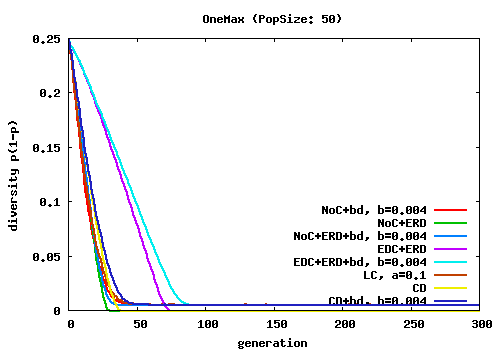 OneMax (PopSize: 50)
0.25
0.2
0.15
0.1
0.05
0
diversity p(1-p)
NoC+bd, b=0.004
NoC+ERD
NoC+ERD+bd, b=0.004
EDC+ERD
EDC+ERD+bd, b=0.004
LC, a=0.1
CD
CD+bd, b=0.004
0 50 100 150 200 250 300
generation